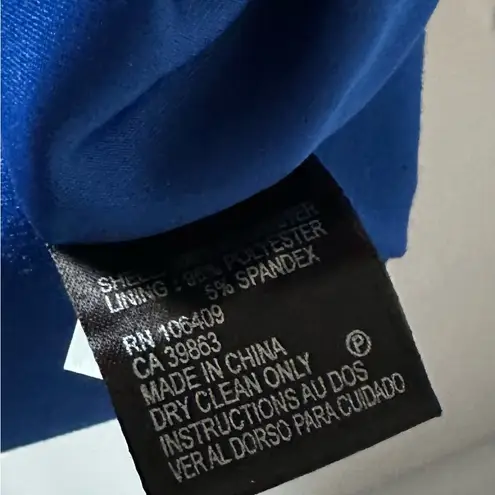 SHELL
LINING : 95% POLYESTER
5% SPANDEX
RN 106409
CA 39863
MADE IN CHINA
DRY CLEAN ONLY Ⓟ
INSTRUCTIONS AU DOS
VER AL DORSO PARA CUIDADO